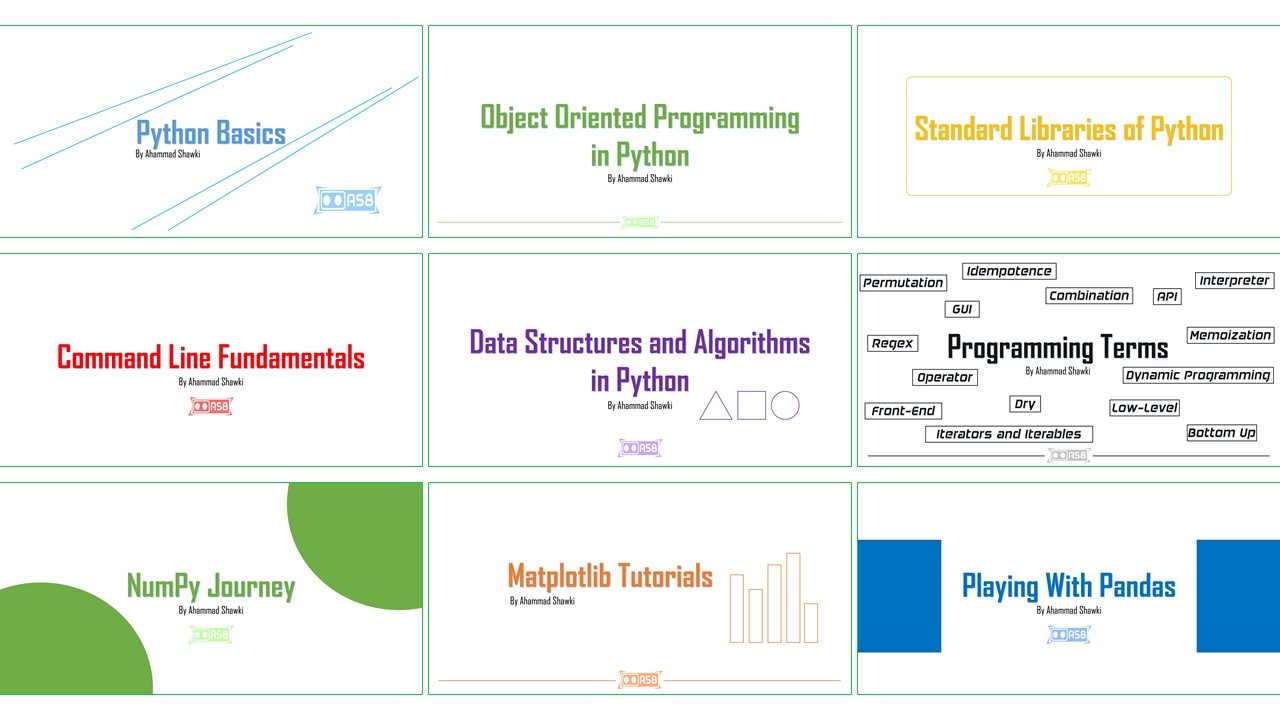 Python Basics
By Ahammad Shawki
AS8
Object Oriented Programming
in Python
By Ahammad Shawki
AS8
Standard Libraries of Python
By Ahammad Shawki
AS8
Command Line Fundamentals
By Ahammad Shawki
AS8
Data Structures and Algorithms
in Python
By Ahammad Shawki
AS8
Idempotence
Permutation
Interpreter
Combination
API
GUI
Memoization
Regex
Programming Terms
By Ahammad Shawki
Operator
Dynamic Programming
Front-End
Dry
Low-Level
Iterators and Iterables
Bottom Up
AS8
NumPy Journey
By Ahammad Shawki
AS8
Matplotlib Tutorials
By Ahammad Shawki
AS8
Playing With Pandas
By Ahammad Shawki
AS8